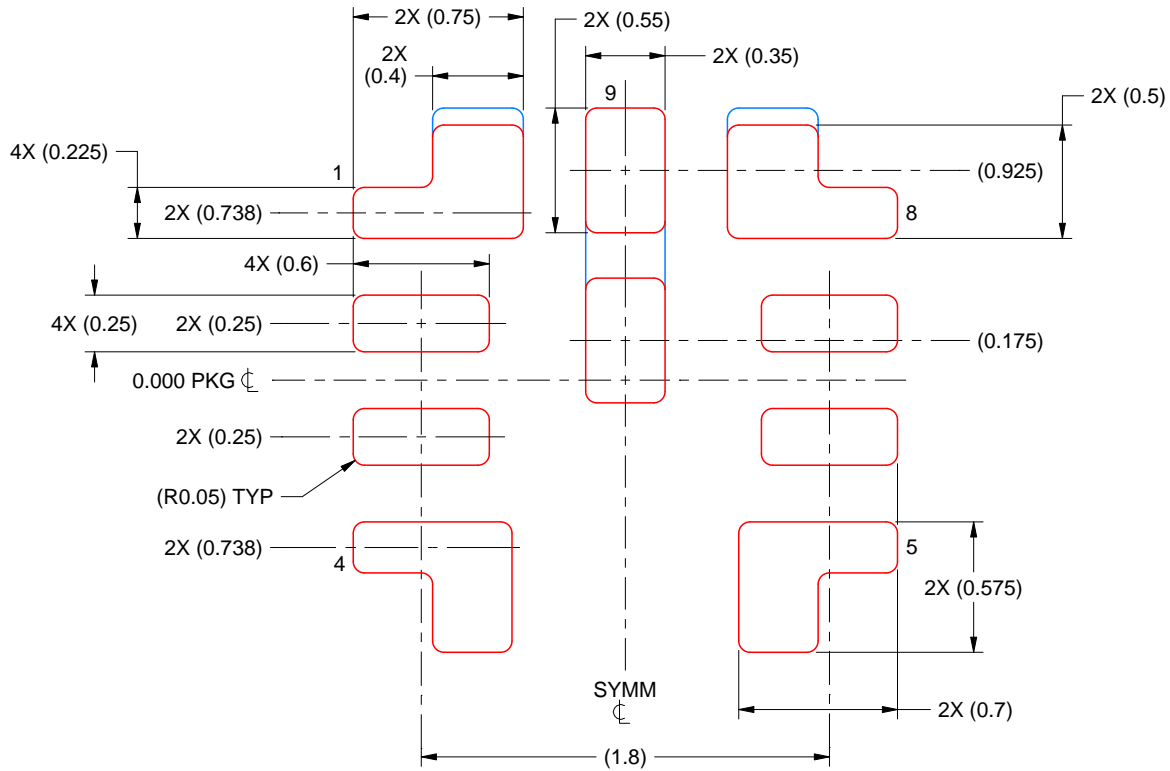 2X (0.75)
2X (0.55)
2X
(0.4)
2X (0.35)
9
2X (0.5)
4X (0.225)
1
(0.925)
2X (0.738)
8
4X (0.6)
4X (0.25)
2X (0.25)
(0.175)
0.000 PKG ℄
2X (0.25)
(R0.05) TYP
2X (0.738)
4
5
2X (0.575)
SYMM
℄
2X (0.7)
(1.8)